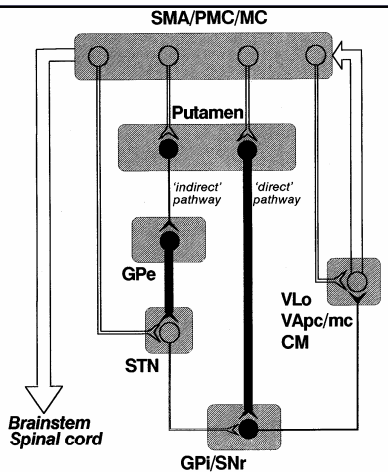 SMA/PMC/MC
Putamen
'indirect'
pathway
'direct'
pathway
GPe
VLo
VApc/mc
CM
STN
Brainstem
Spinal cord
GPi/SNr